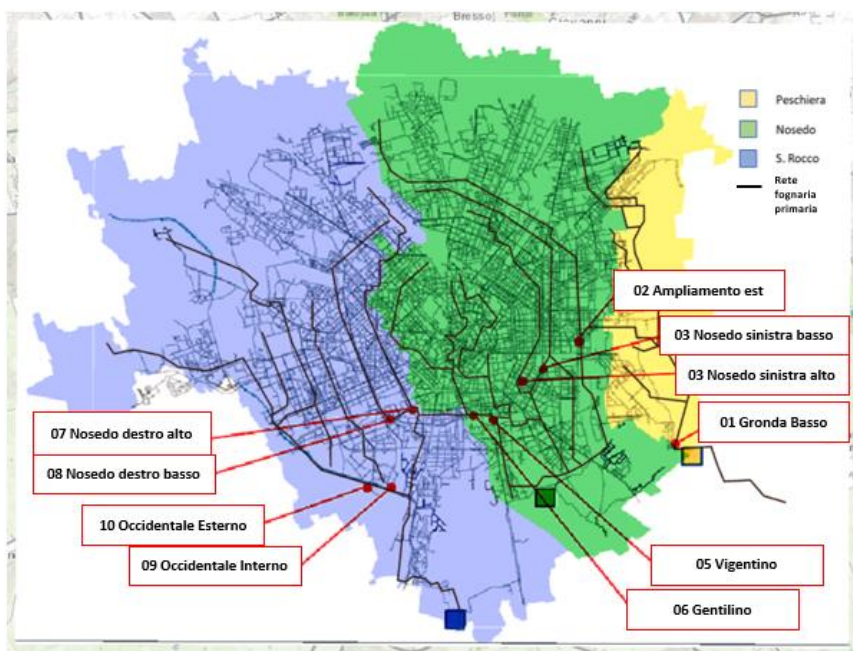 Bresso
Peschiera
Nosedo
S. Rocco
Rete
fognaria
primaria
02 Ampliamento est
03 Nosedo sinistra basso
03 Nosedo sinistra alto
01 Gronda Basso
07 Nosedo destro alto
08 Nosedo destro basso
10 Occidentale Esterno
09 Occidentale Interno
05 Vigentino
06 Gentilino